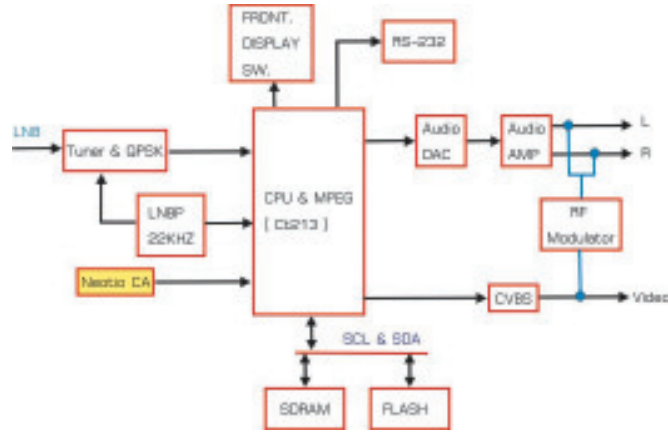 FRONT.
DISPLAY
SW.
RS-232
LNB
Tuner & QPSK
Audio
DAC
Audio
AMP
L
R
CPU & MPEG
[ Ct213 ]
LNBP
22KHZ
RF
Modulator
Neotio CA
CVBS
Video
SCL & SDA
SDRAM
FLASH